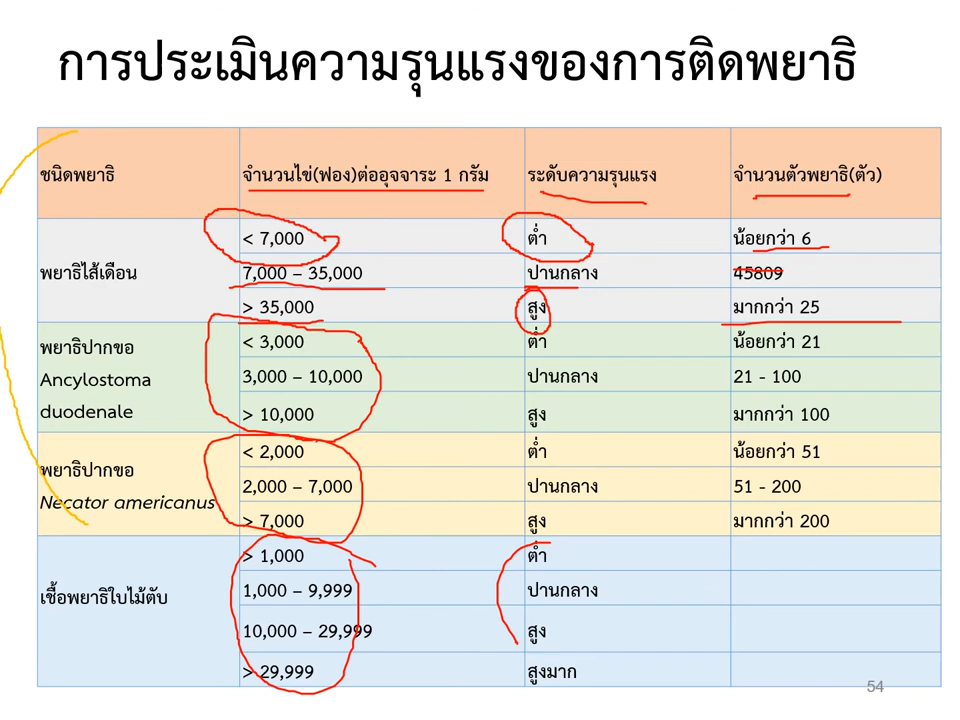 การประเมินความรุนแรงของการติดพยาธิ
ชนิดพยาธิ จำนวนไข่(ฟอง)ต่ออุจจาระ 1 กรัม ระดับความรุนแรง จำนวนตัวพยาธิ(ตัว)
< 7,000 ต่ำ น้อยกว่า 6
พยาธิไส้เดือน 7,000 – 35,000 ปานกลาง 45809
> 35,000 สูง มากกว่า 25
พยาธิปากขอ < 3,000 ต่ำ น้อยกว่า 21
Ancylostoma 3,000 – 10,000 ปานกลาง 21 - 100
duodenale > 10,000 สูง มากกว่า 100
< 2,000 ต่ำ น้อยกว่า 51
พยาธิปากขอ 2,000 – 7,000 ปานกลาง 51 - 200
Necator americanus > 7,000 สูง มากกว่า 200
> 1,000 ต่ำ
เชื้อพยาธิใบไม้ตับ 1,000 – 9,999 ปานกลาง
10,000 – 29,999 สูง
> 29,999 สูงมาก
54